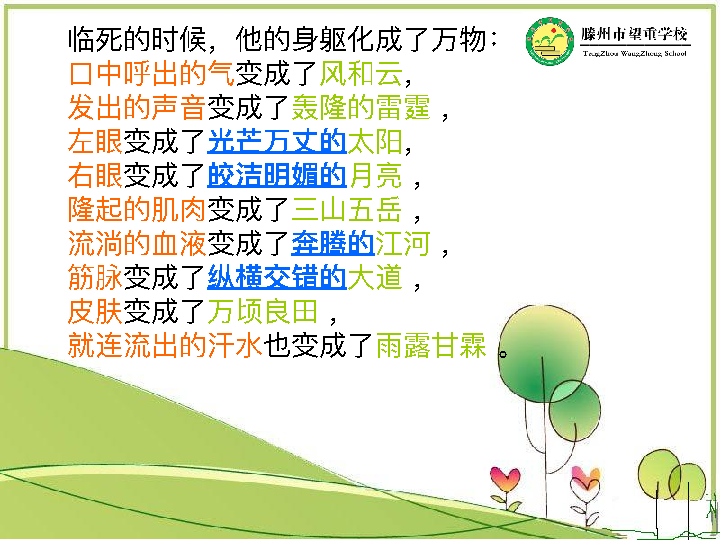 临死的时候，他的身躯化成了万物：
口中呼出的气变成了风和云，
发出的声音变成了轰隆的雷霆，
左眼变成了光芒万丈的太阳，
右眼变成了皎洁明媚的月亮，
隆起的肌肉变成了三山五岳，
流淌的血液变成了奔腾的江河，
筋脉变成了纵横交错的大道，
皮肤变成了万顷良田，
就连流出的汗水也变成了雨露甘霖。
滕州市望重学校
TengZhou WangZhong School